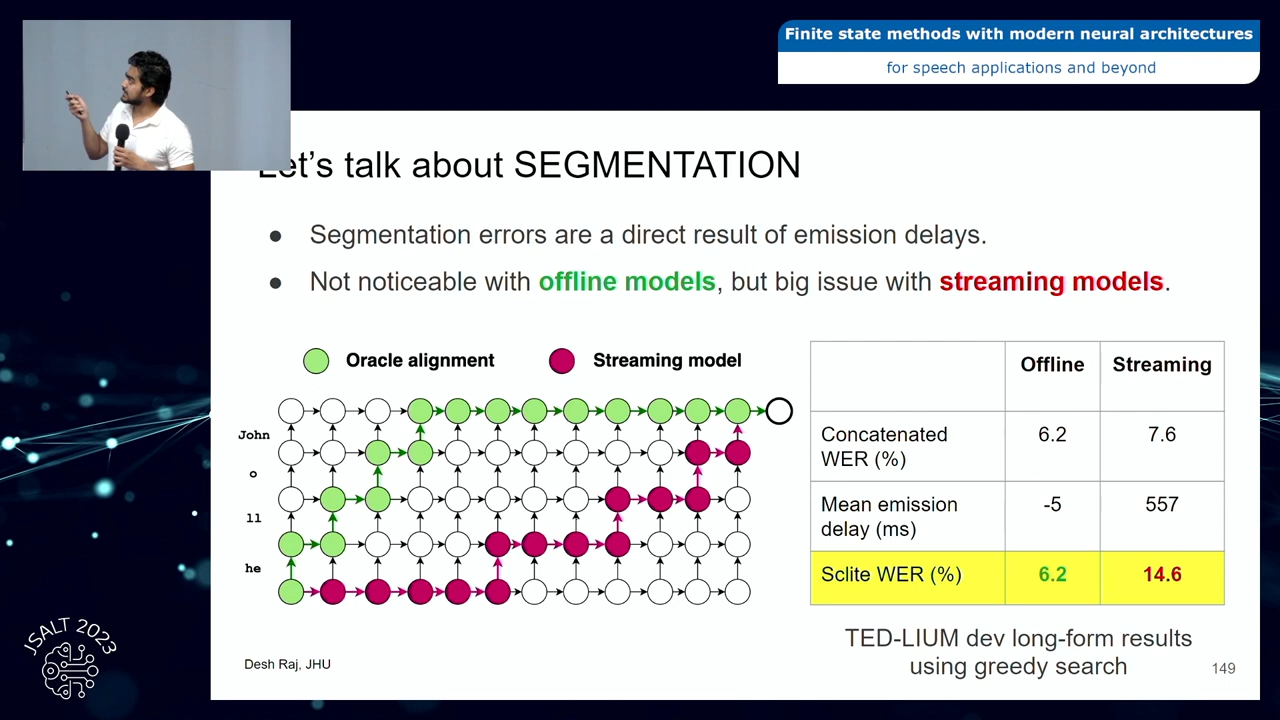 Finite state methods with modern neural architectures
for speech applications and beyond
Let's talk about SEGMENTATION
● Segmentation errors are a direct result of emission delays.
● Not noticeable with offline models, but big issue with streaming models.
Oracle alignment
Streaming model
John
o
ll
he
Offline Streaming
Concatenated WER (%) 6.2 7.6
Mean emission delay (ms) -5 557
Sclite WER (%) 6.2 14.6
TED-LIUM dev long-form results
using greedy search
Desh Raj, JHU
149
JSALT 2023